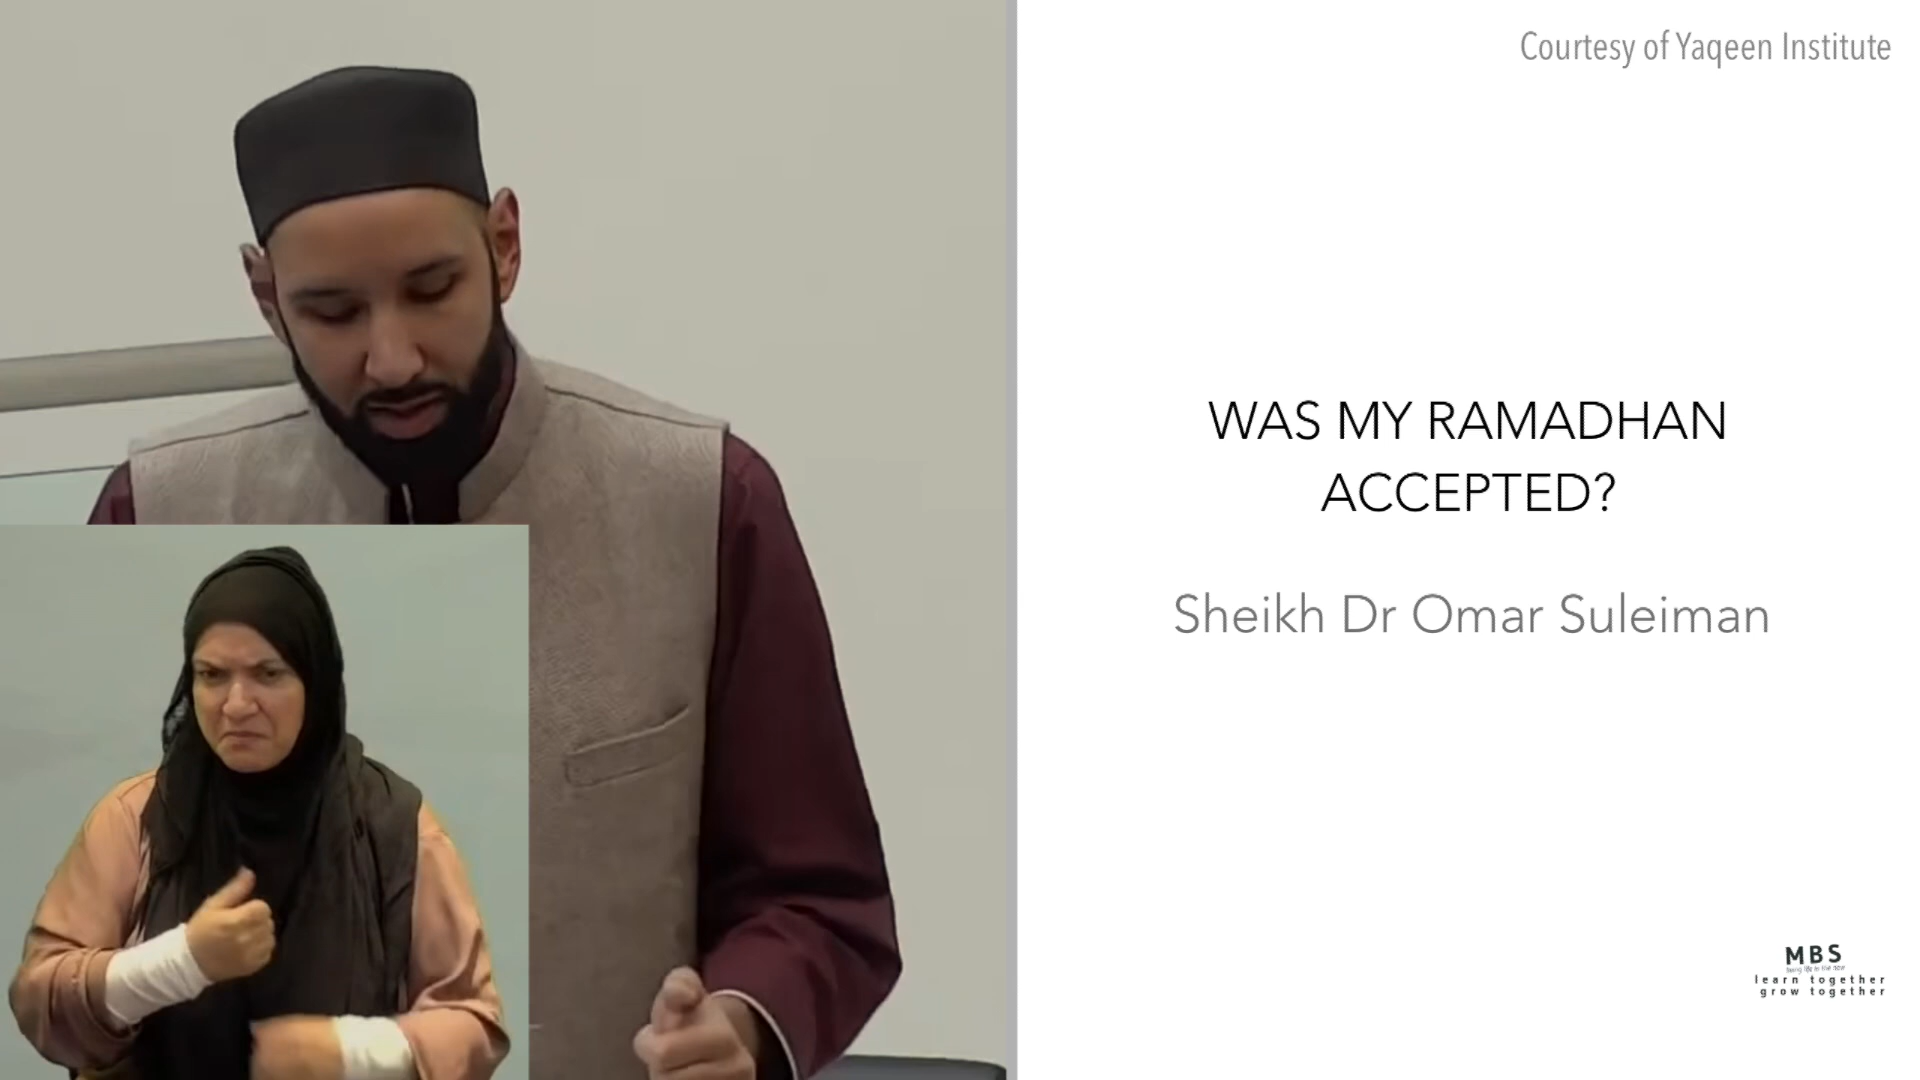 Courtesy of Yaqeen Institute
WAS MY RAMADHAN
ACCEPTED?
Sheikh Dr Omar Suleiman
MBS
learn together
grow together